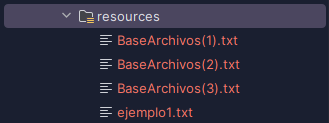 resources
BaseArchivos(1).txt
BaseArchivos(2).txt
BaseArchivos(3).txt
ejemplo1.txt